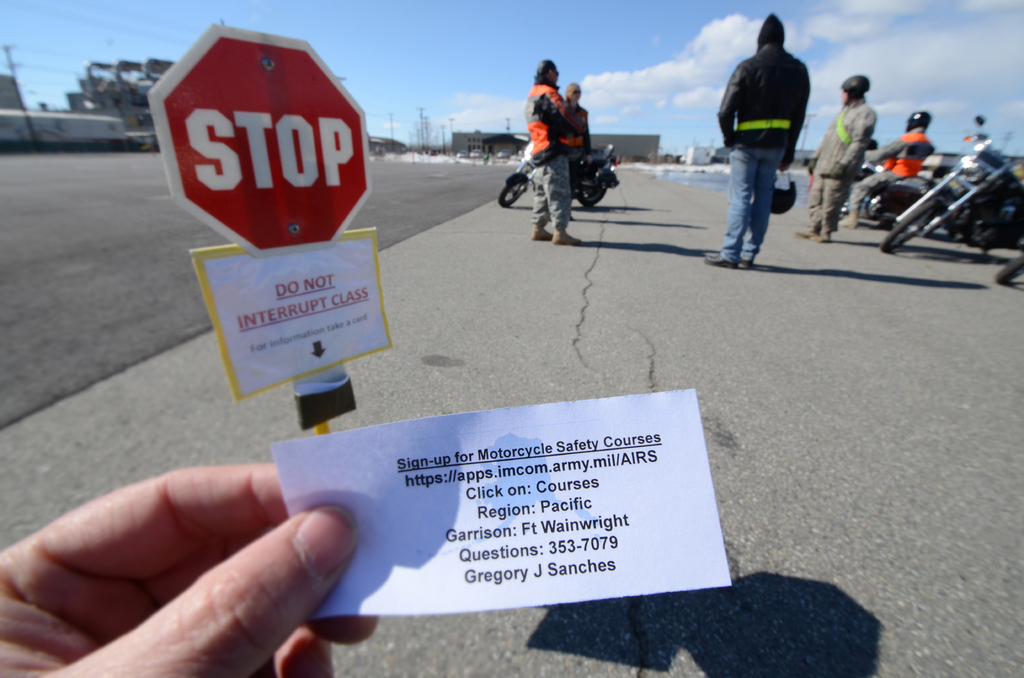 STOP
DO NOT
INTERRUPT CLASS
For information take a card
Sign-up for Motorcycle Safety Courses
https://apps.imcom.army.mil/AIRS
Click on: Courses
Region: Pacific
Garrison: Ft Wainwright
Questions: 353-7079
Gregory J Sanches